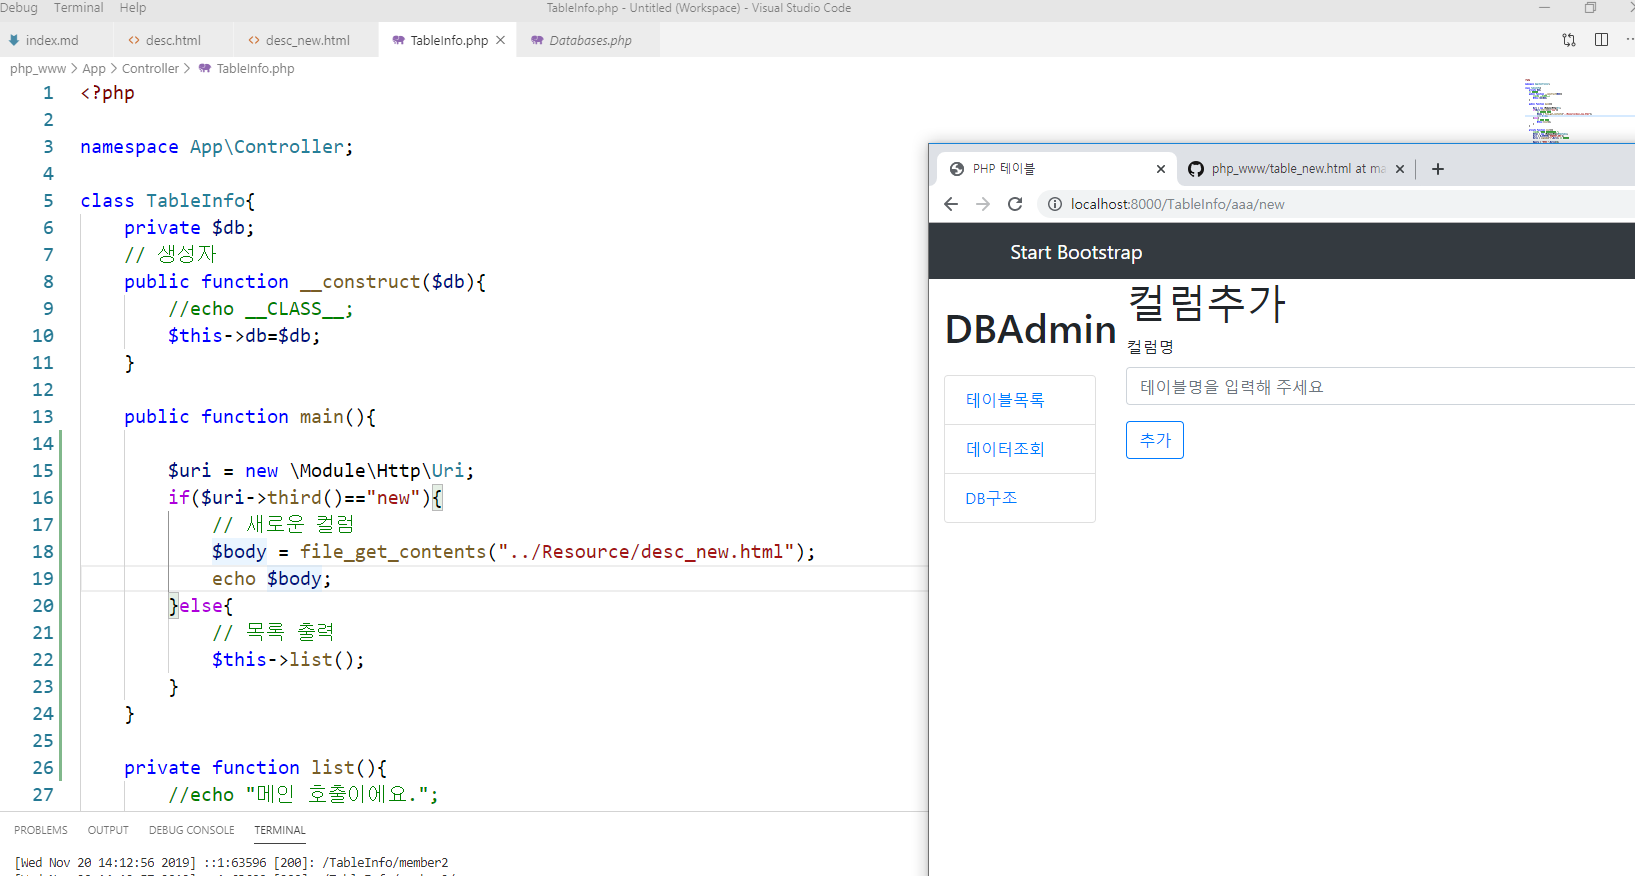 Debug Terminal Help
TableInfo.php - Untitled (Workspace) - Visual Studio Code
index.md desc.html desc_new.html TableInfo.php Databases.php
php_www > App > Controller > TableInfo.php
1 <?php
2
3 namespace App\Controller;
4
5 class TableInfo{
6 private $db;
7 // 생성자
8 public function __construct($db){
9 //echo __CLASS__;
10 $this->db=$db;
11 }
12
13 public function main(){
14
15 $uri = new \Module\Http\Uri;
16 if($uri->third()=="new"){
17 // 새로운 컬럼
18 $body = file_get_contents("../Resource/desc_new.html");
19 echo $body;
20 }else{
21 // 목록 출력
22 $this->list();
23 }
24 }
25
26 private function list(){
27 //echo "메인 호출이에요.";
PROBLEMS OUTPUT DEBUG CONSOLE TERMINAL
[Wed Nov 20 14:12:56 2019] ::1:63596 [200]: /TableInfo/member2
PHP 테이블
php_www/table_new.html at ma
localhost:8000/TableInfo/aaa/new
Start Bootstrap
DBAdmin
테이블목록
데이터조회
DB구조
컬럼추가
컬럼명
테이블명을 입력해 주세요
추가